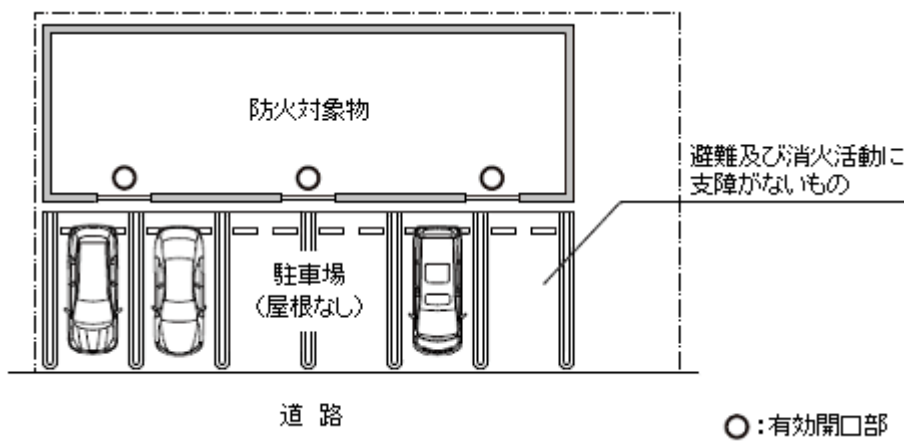 防火対象物
避難及び消火活動に
支障がないもの
駐車場
(屋根なし)
道 路
○:有効開口部